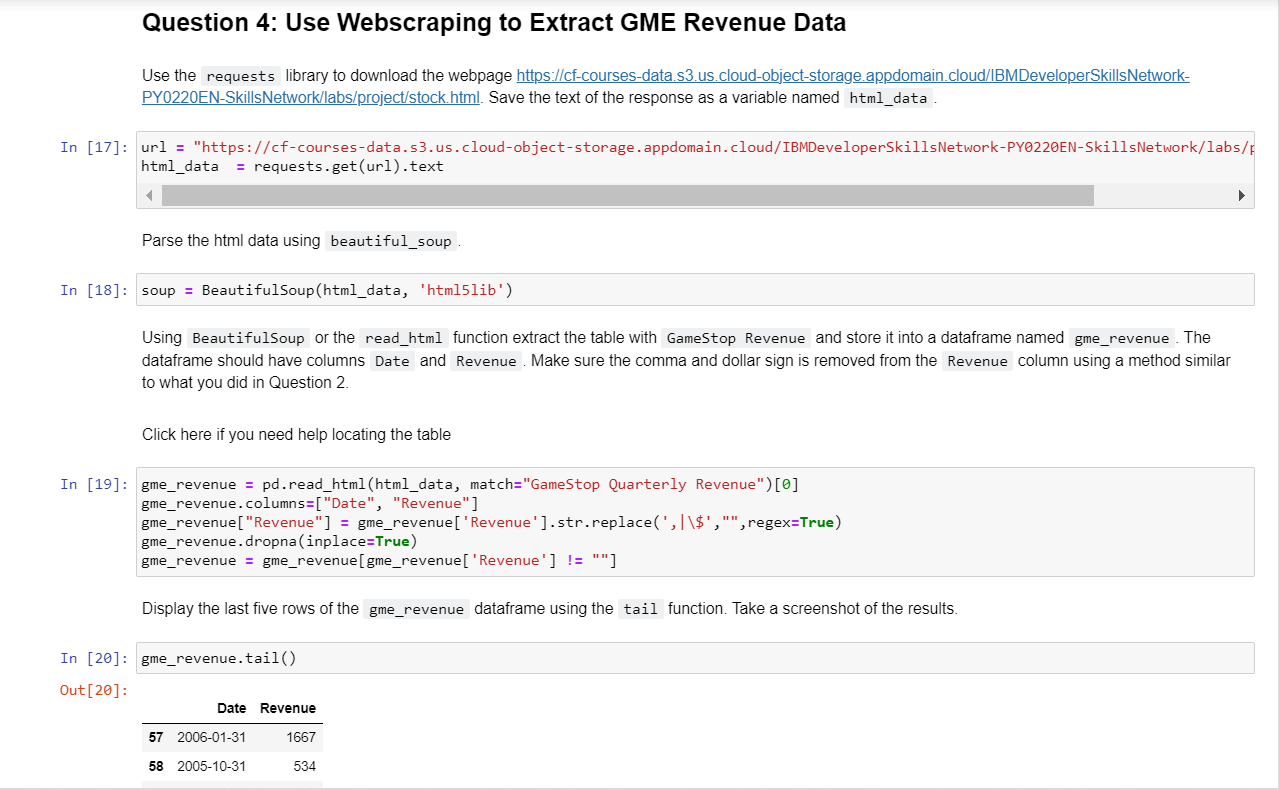 Question 4: Use Webscraping to Extract GME Revenue Data
Use the requests library to download the webpage https://cf-courses-data.s3.us.cloud-object-storage.appdomain.cloud/IBMDeveloperSkillsNetwork-
PY0220EN-SkillsNetwork/labs/project/stock.html. Save the text of the response as a variable named html_data .
In [17]: url = "https://cf-courses-data.s3.us.cloud-object-storage.appdomain.cloud/IBMDeveloperSkillsNetwork-PY0220EN-SkillsNetwork/labs/p
html_data  = requests.get(url).text
Parse the html data using beautiful_soup .
In [18]: soup = BeautifulSoup(html_data, 'html5lib')
Using BeautifulSoup or the read_html function extract the table with GameStop Revenue and store it into a dataframe named gme_revenue . The
dataframe should have columns Date and Revenue . Make sure the comma and dollar sign is removed from the Revenue column using a method similar
to what you did in Question 2.
Click here if you need help locating the table
In [19]: gme_revenue = pd.read_html(html_data, match="GameStop Quarterly Revenue")[0]
gme_revenue.columns=["Date", "Revenue"]
gme_revenue["Revenue"] = gme_revenue['Revenue'].str.replace(',|\$',"",regex=True)
gme_revenue.dropna(inplace=True)
gme_revenue = gme_revenue[gme_revenue['Revenue'] != ""]
Display the last five rows of the gme_revenue dataframe using the tail function. Take a screenshot of the results.
In [20]: gme_revenue.tail()
Out[20]:
Date Revenue
57 2006-01-31 1667
58 2005-10-31 534